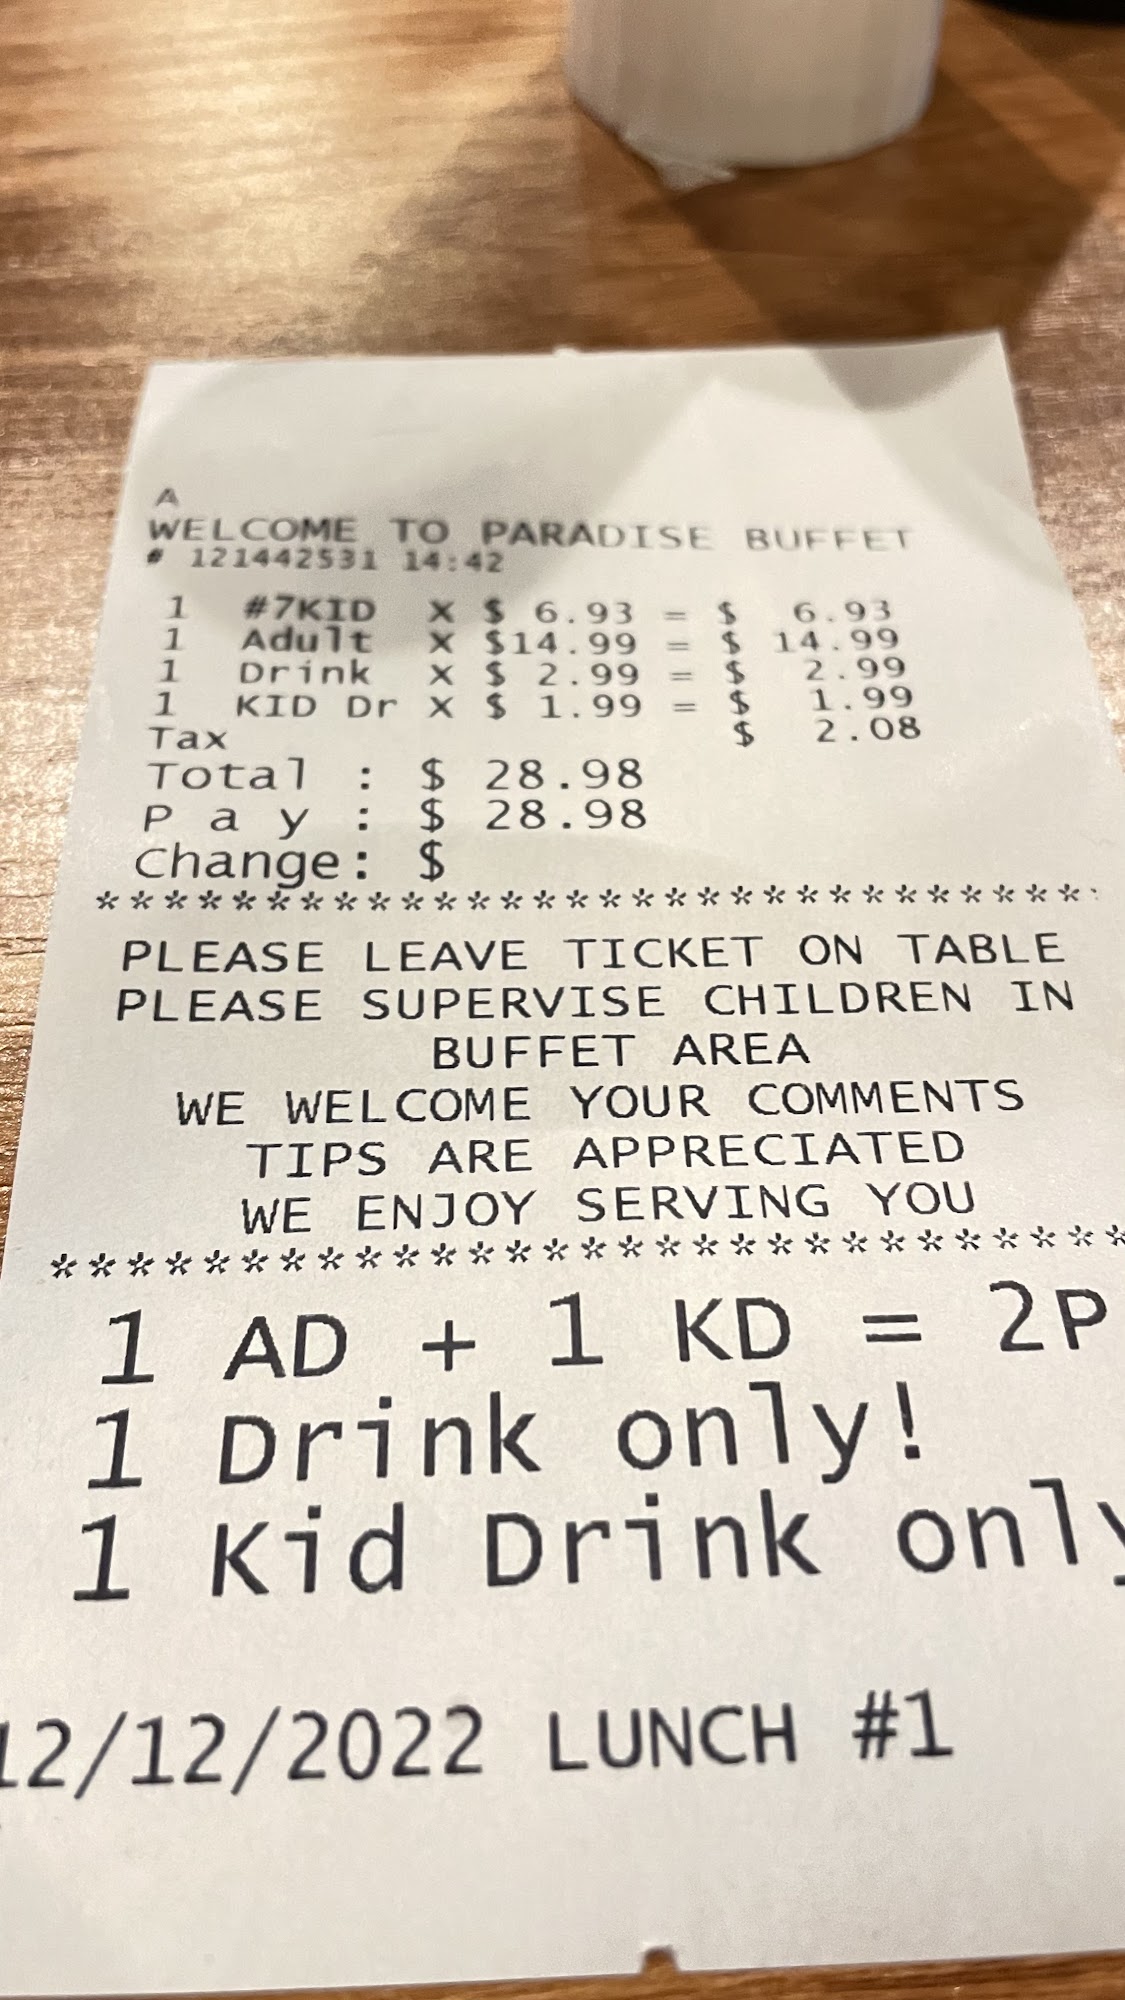 A
WELCOME TO PARADISE BUFFET
# 121442531 14:42
1 #7KID X $ 6.93 = $ 6.93
1 Adult X $14.99 = $ 14.99
1 Drink X $ 2.99 = $ 2.99
1 KID Dr X $ 1.99 = $ 1.99
Tax $ 2.08
Total : $ 28.98
P a y : $ 28.98
Change: $
********************************
PLEASE LEAVE TICKET ON TABLE
PLEASE SUPERVISE CHILDREN IN
BUFFET AREA
WE WELCOME YOUR COMMENTS
TIPS ARE APPRECIATED
WE ENJOY SERVING YOU
*****************************
1 AD + 1 KD = 2P
1 Drink only!
1 Kid Drink only
12/12/2022 LUNCH #1